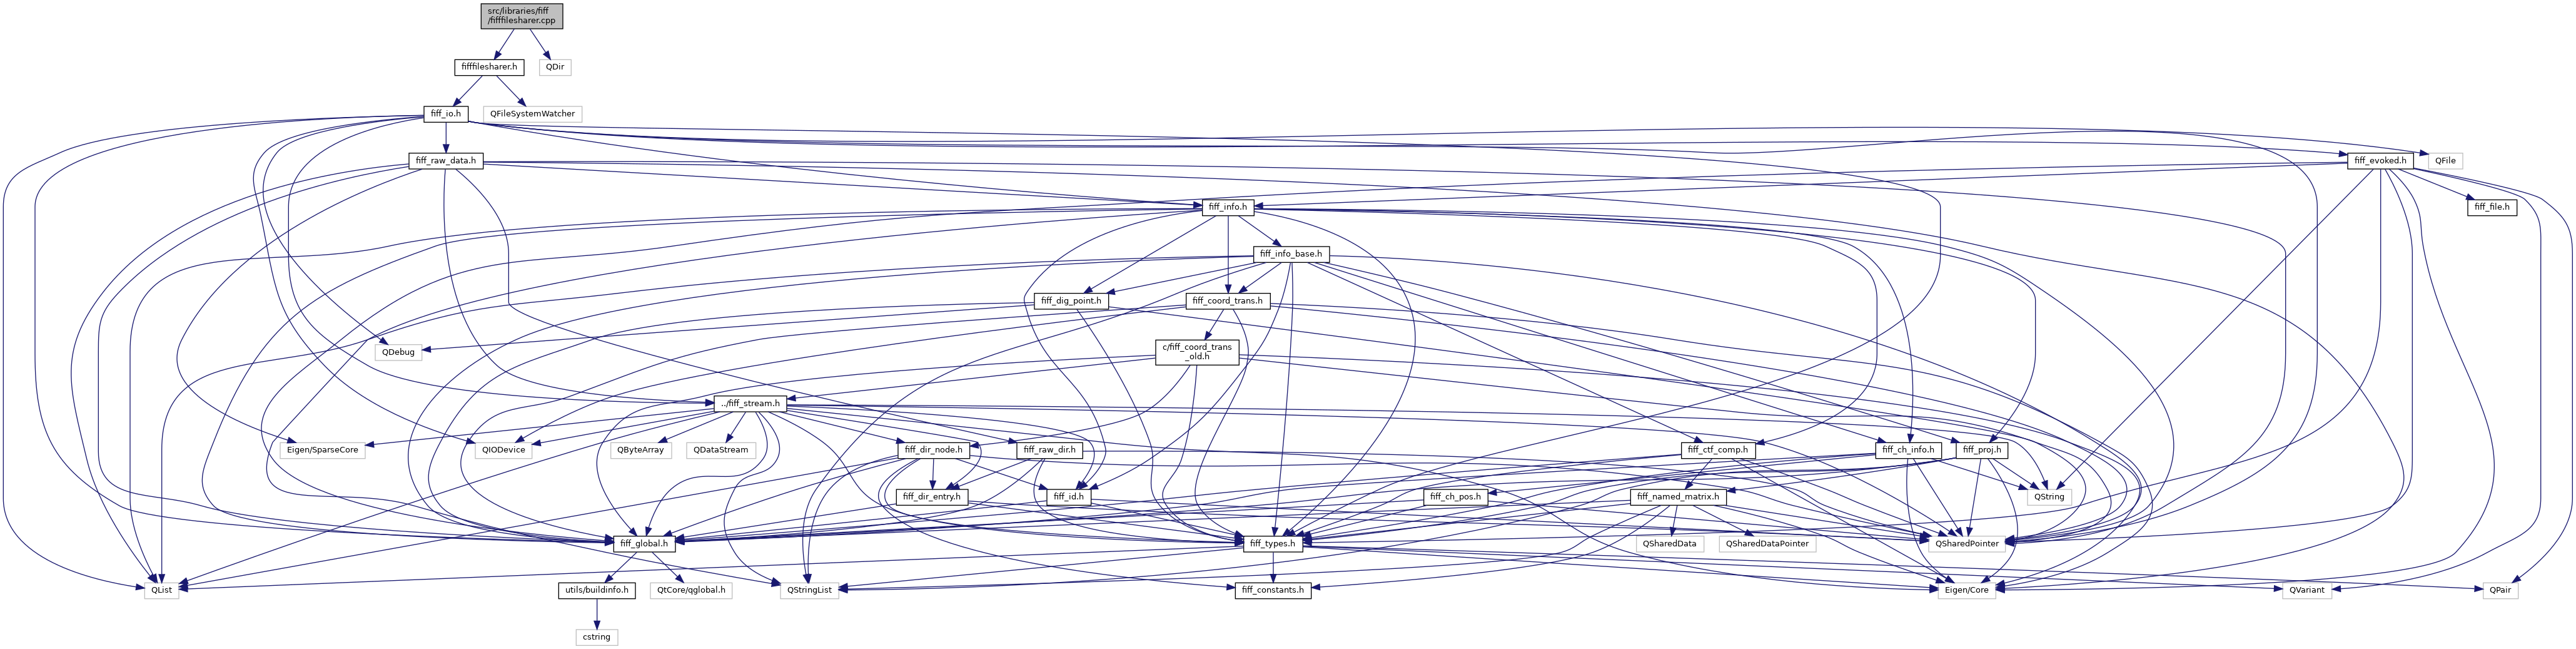 src/libraries/fiff
/fifffilesharer.cpp
fifffilesharer.h
QDir
fiff_io.h
QFileSystemWatcher
fiff_raw_data.h
fiff_evoked.h
QFile
fiff_info.h
fiff_file.h
fiff_info_base.h
fiff_dig_point.h
fiff_coord_trans.h
QDebug
c/fiff_coord_trans
_old.h
../fiff_stream.h
Eigen/SparseCore
QIODevice
QByteArray
QDataStream
fiff_dir_node.h
fiff_raw_dir.h
fiff_ctf_comp.h
fiff_ch_info.h
fiff_proj.h
fiff_dir_entry.h
fiff_id.h
fiff_ch_pos.h
fiff_named_matrix.h
QString
fiff_global.h
fiff_types.h
QSharedData
QSharedDataPointer
QSharedPointer
QList
utils/buildinfo.h
QtCore/qglobal.h
QStringList
fiff_constants.h
Eigen/Core
QVariant
QPair
cstring